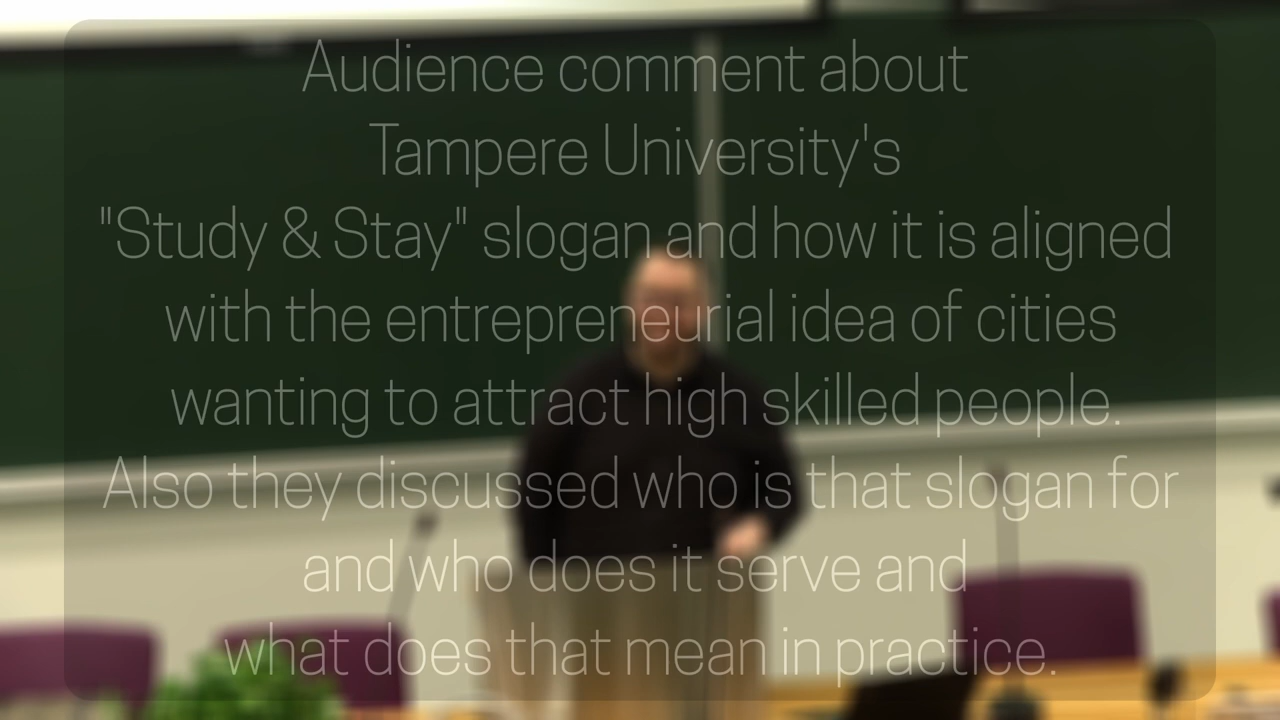 Audience comment about
Tampere University's
"Study & Stay" slogan and how it is aligned
with the entrepreneurial idea of cities
wanting to attract high skilled people.
Also they discussed who is that slogan for
and who does it serve and
what does that mean in practice.